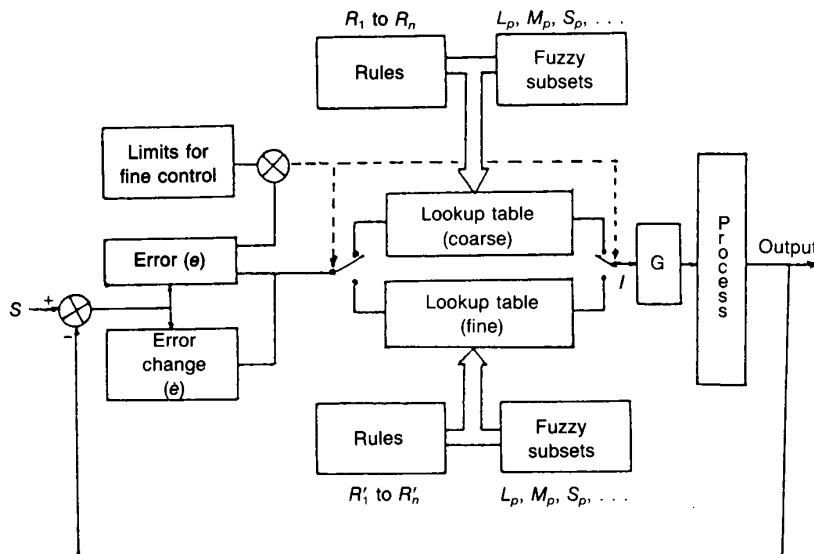 R₁ to Rₙ
Lₚ, Mₚ, Sₚ, . . .
Rules
Fuzzy
subsets
Limits for
fine control
Lookup table
(coarse)
Error (e)
G
Process
Output
I
S
+
−
Lookup table
(fine)
Error
change
(ė)
Rules
Fuzzy
subsets
R′₁ to R′ₙ
Lₚ, Mₚ, Sₚ, . . .